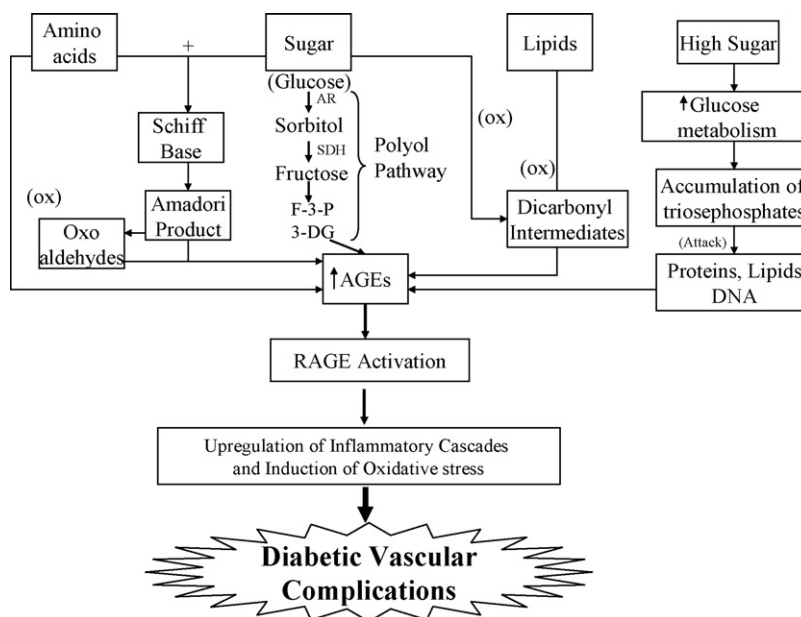 Amino
acids
+
Sugar
(Glucose)
AR
Sorbitol
SDH
Fructose
F-3-P
3-DG
Polyol
Pathway
Lipids
High Sugar
↑Glucose
metabolism
Accumulation of
triosephosphates
(Attack)
Proteins, Lipids
DNA
Schiff
Base
(ox)
Amadori
Product
Oxo
aldehydes
(ox)
(ox)
Dicarbonyl
Intermediates
↑AGEs
RAGE Activation
Upregulation of Inflammatory Cascades
and Induction of Oxidative stress
Diabetic Vascular
Complications